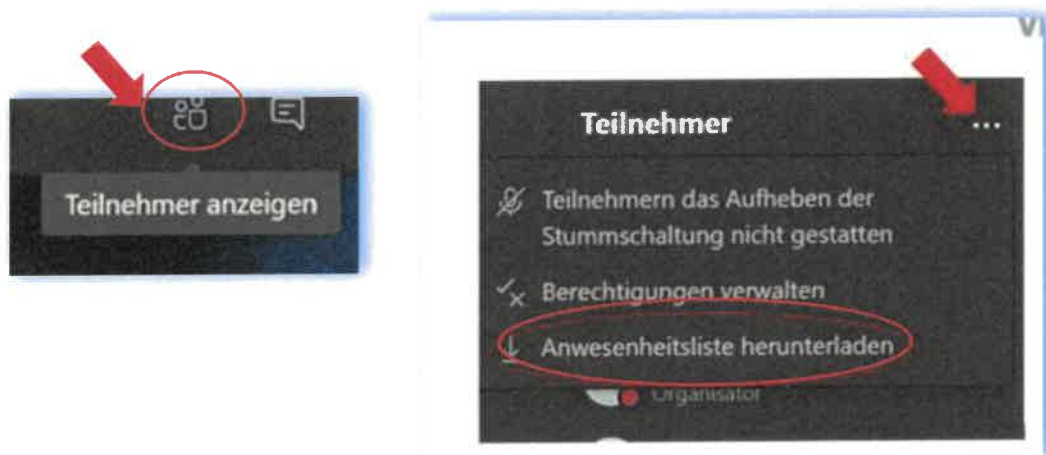 Teilnehmer anzeigen
Teilnehmer
Teilnehmern das Aufheben der
Stummschaltung nicht gestatten
Berechtigungen verwalten
Anwesenheitsliste herunterladen
Organisator